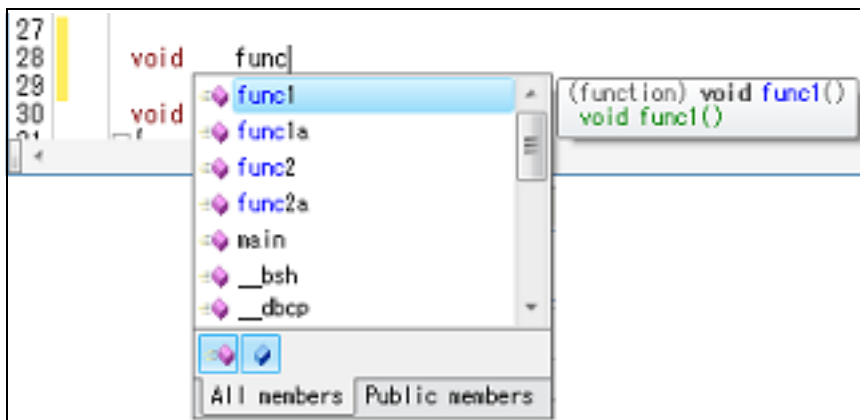 27
28 void func
29
30 void
31
func1
func1a
func2
func2a
main
__bsh
__dbcp
(function) void func1()
void func1()
All members Public members